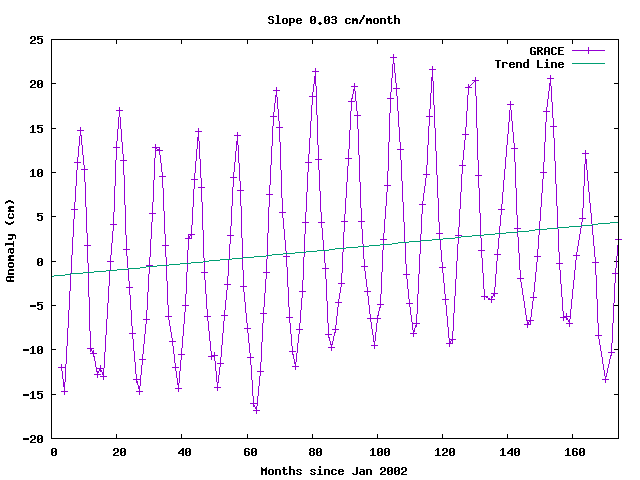 Slope 0.03 cm/month
GRACE
Trend Line
25
20
15
10
5
0
-5
-10
-15
-20
Anomaly (cm)
0 20 40 60 80 100 120 140 160
Months since Jan 2002